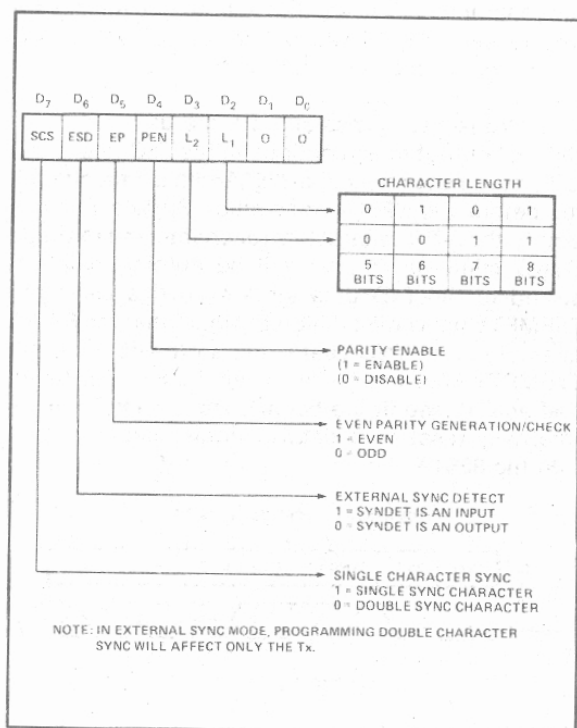 D7 D6 D5 D4 D3 D2 D1 D0
SCS ESD EP PEN L2 L1 0 0
CHARACTER LENGTH
0 1 0 1
0 0 1 1
5 6 7 8
BITS BITS BITS BITS
PARITY ENABLE
(1 = ENABLE)
(0 = DISABLE)
EVEN PARITY GENERATION/CHECK
1 = EVEN
0 = ODD
EXTERNAL SYNC DETECT
1 = SYNDET IS AN INPUT
0 = SYNDET IS AN OUTPUT
SINGLE CHARACTER SYNC
1 = SINGLE SYNC CHARACTER
0 = DOUBLE SYNC CHARACTER
NOTE: IN EXTERNAL SYNC MODE, PROGRAMMING DOUBLE CHARACTER
SYNC WILL AFFECT ONLY THE Tx.